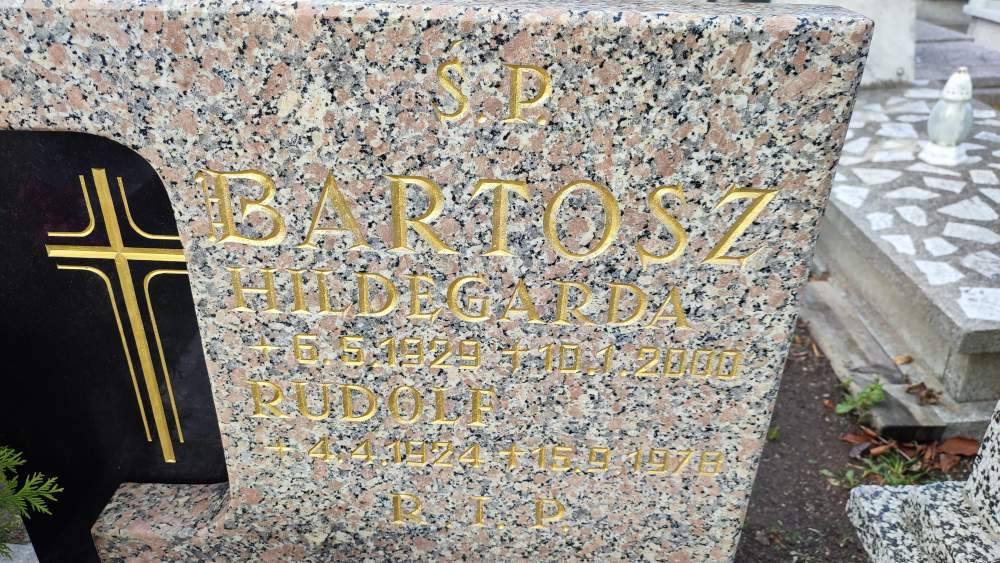 Ś.P.
BARTOSZ
HILDEGARDA
+ 6.5.1929 † 10.1.2000
RUDOLF
+ 4.4.1924 † 15.9.1978
R. I. P.